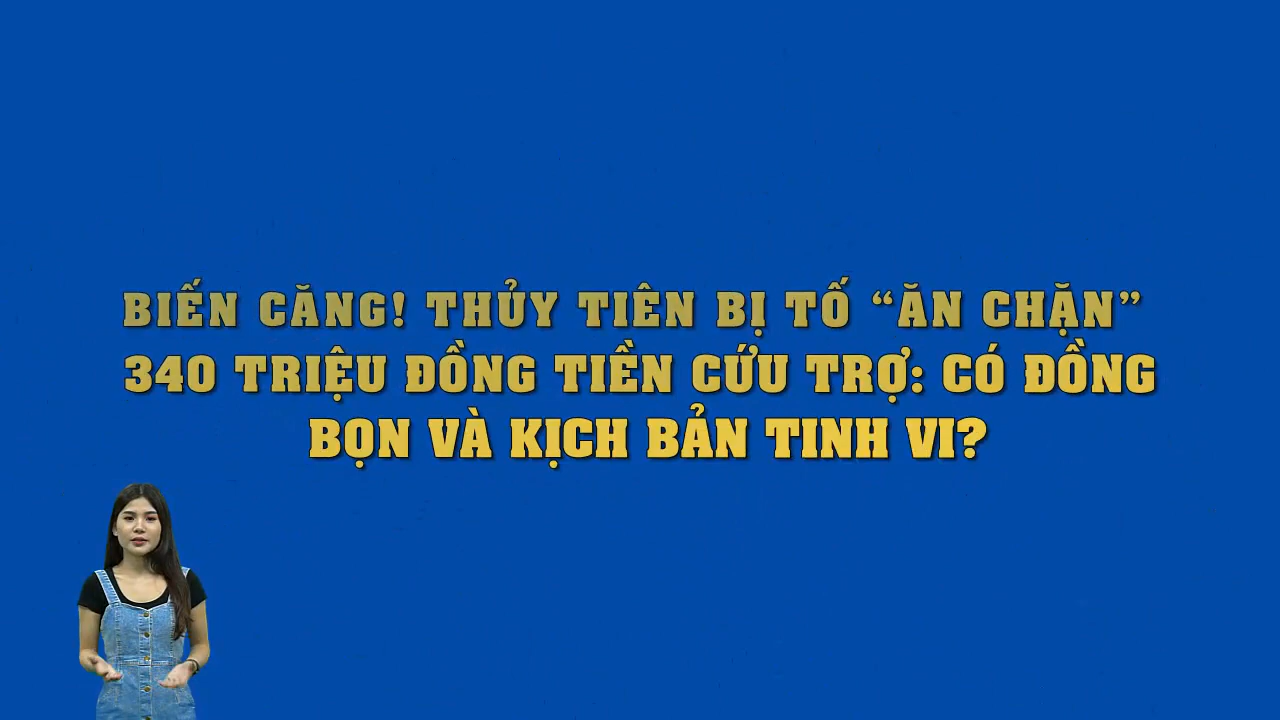 BIẾN CĂNG! THỦY TIÊN BỊ TỐ “ĂN CHẶN”
340 TRIỆU ĐỒNG TIỀN CỨU TRỢ: CÓ ĐỒNG
BỌN VÀ KỊCH BẢN TINH VI?